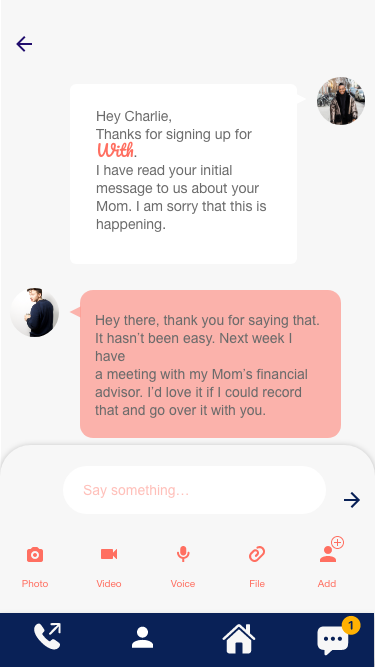 Hey Charlie,
Thanks for signing up for
With.
I have read your initial
message to us about your
Mom. I am sorry that this is
happening.
Hey there, thank you for saying that.
It hasn't been easy. Next week I
have
a meeting with my Mom's financial
advisor. I'd love it if I could record
that and go over it with you.
Say something...
Photo
Video
Voice
File
Add
1